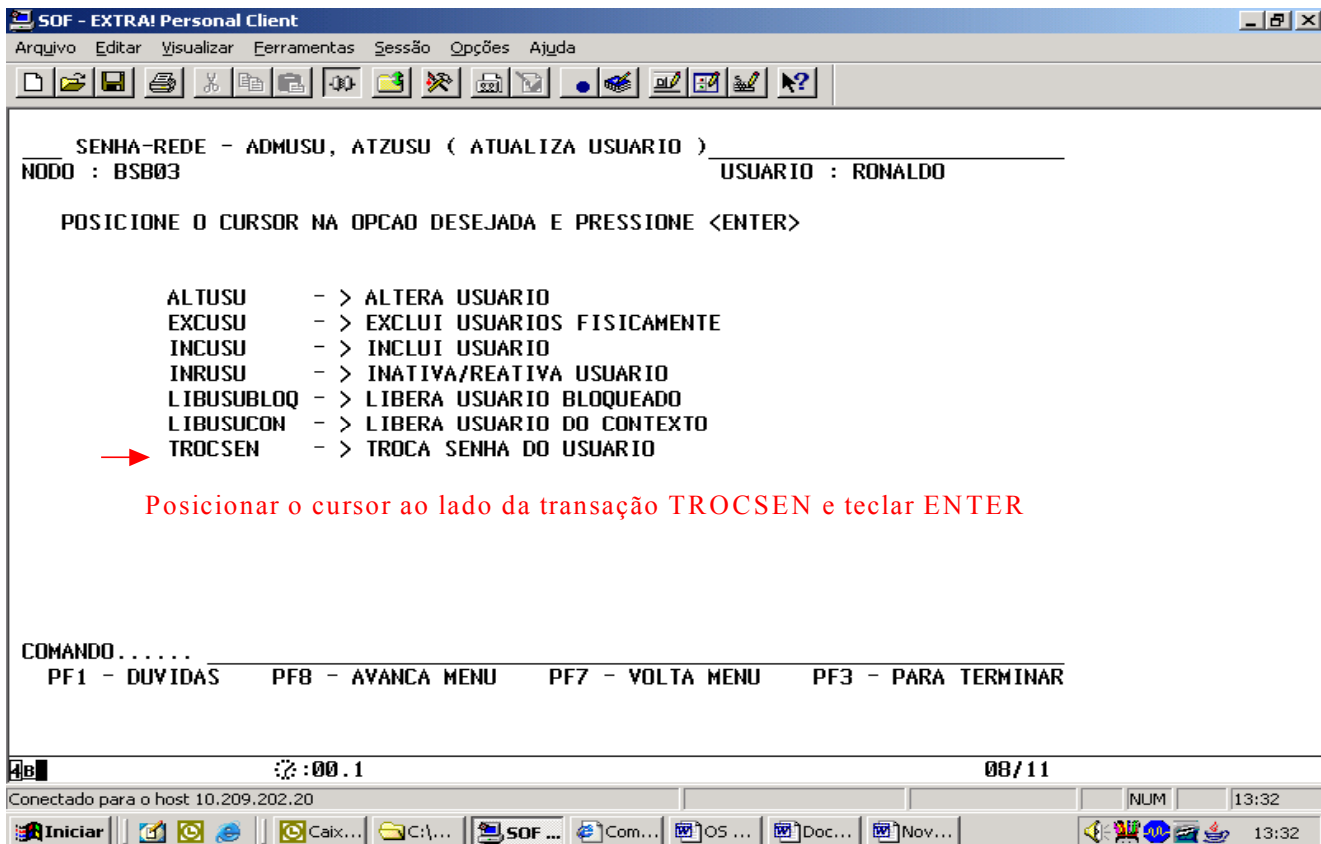 SOF - EXTRA! Personal Client
Arquivo Editar Visualizar Ferramentas Sessão Opções Ajuda
SENHA-REDE - ADMUSU, ATZUSU ( ATUALIZA USUARIO )
NODO : BSB03 USUARIO : RONALDO
POSICIONE O CURSOR NA OPCAO DESEJADA E PRESSIONE <ENTER>
ALTUSU - > ALTERA USUARIO
EXCUSU - > EXCLUI USUARIOS FISICAMENTE
INCUSU - > INCLUI USUARIO
INRUSU - > INATIVA/REATIVA USUARIO
LIBUSUBLOQ - > LIBERA USUARIO BLOQUEADO
LIBUSUCON - > LIBERA USUARIO DO CONTEXTO
TROCSEN - > TROCA SENHA DO USUARIO
Posicionar o cursor ao lado da transação TROCSEN e teclar ENTER
COMANDO......
PF1 - DUVIDAS PF8 - AVANCA MENU PF7 - VOLTA MENU PF3 - PARA TERMINAR
4B :00.1 08/11
Conectado para o host 10.209.202.20 NUM 13:32
Iniciar Caix... C:\... SOF ... Com... OS ... Doc... Nov... 13:32